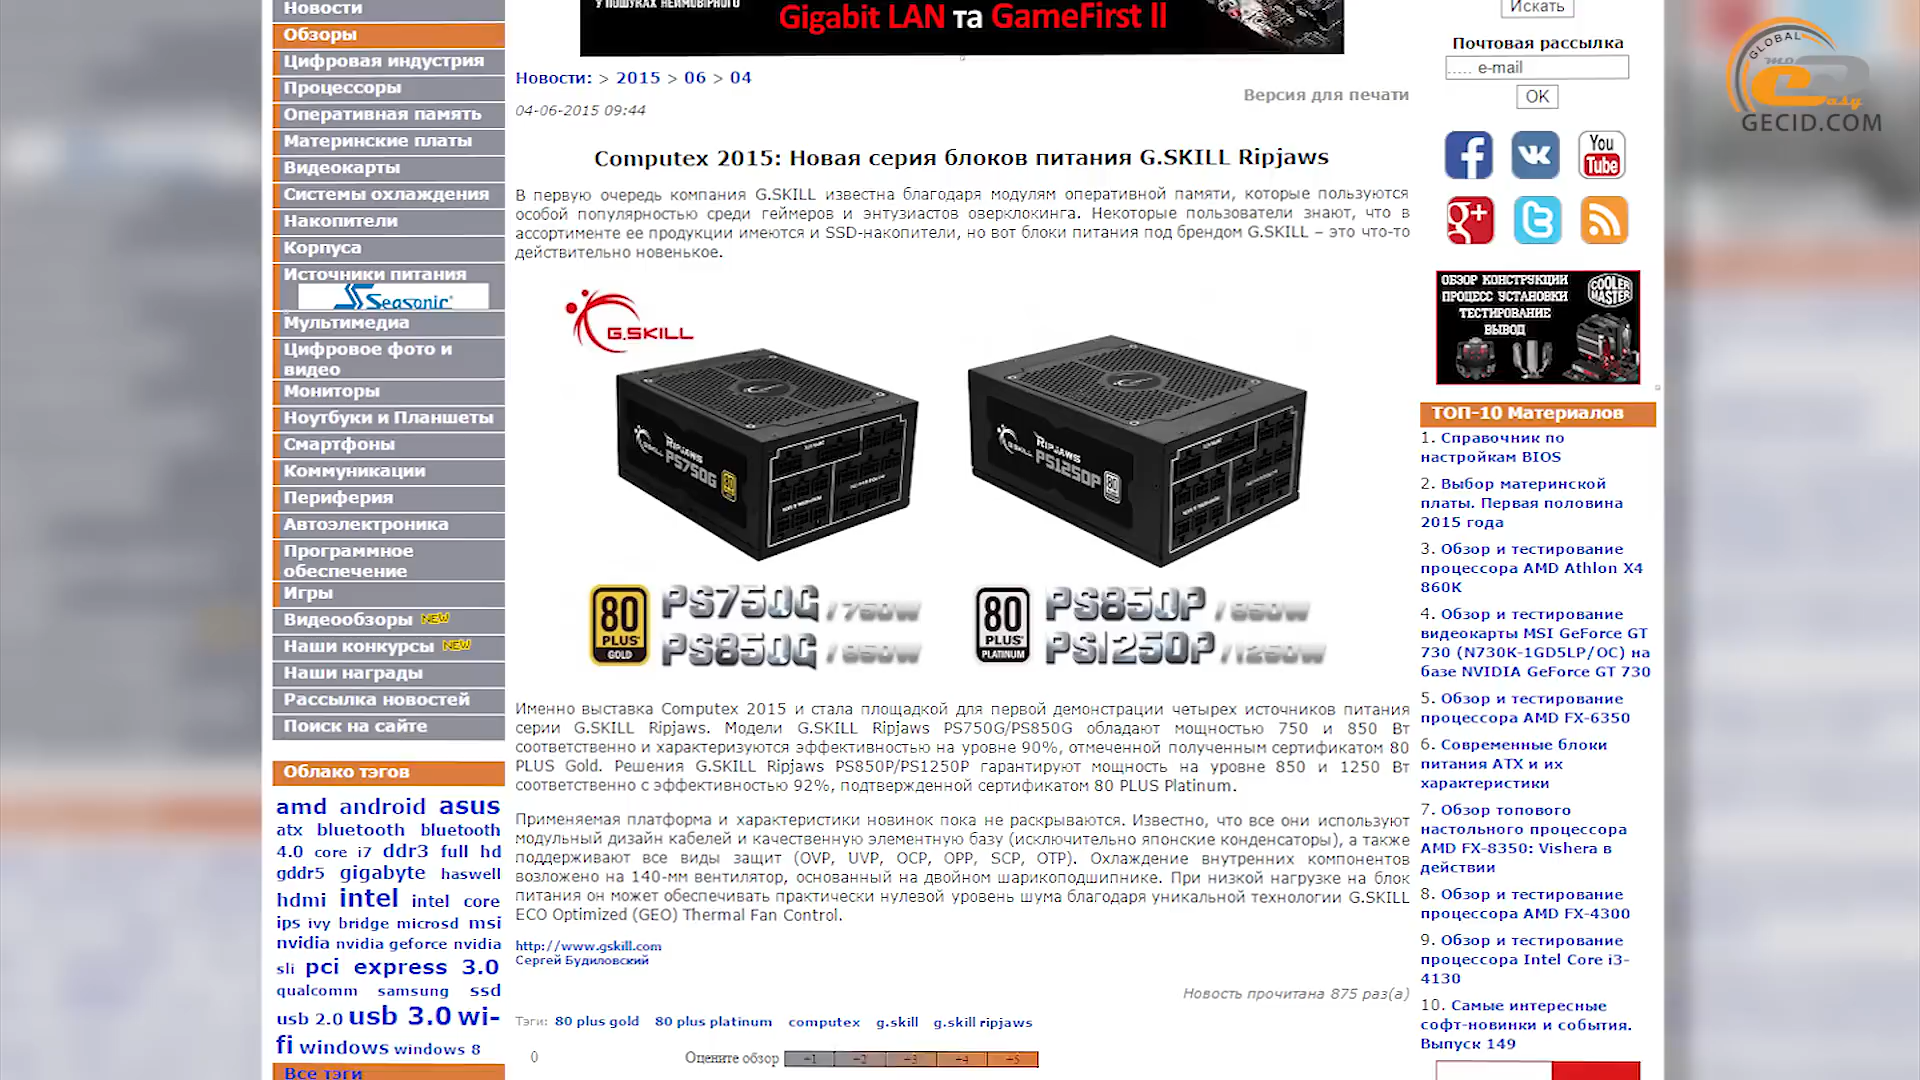 Новости
Обзоры
Цифровая индустрия
Процессоры
Оперативная память
Материнские платы
Видеокарты
Системы охлаждения
Накопители
Корпуса
Источники питания
Seasonic
Мультимедиа
Цифровое фото и
видео
Мониторы
Ноутбуки и Планшеты
Смартфоны
Коммуникации
Периферия
Автоэлектроника
Программное
обеспечение
Игры
Видеообзоры NEW
Наши конкурсы NEW
Наши награды
Рассылка новостей
Поиск на сайте
Облако тэгов
amd android asus
atx bluetooth bluetooth
4.0 core i7 ddr3 full hd
gddr5 gigabyte haswell
hdmi intel intel core
ips ivy bridge microsd msi
nvidia nvidia geforce nvidia
sli pci express 3.0
qualcomm samsung ssd
usb 2.0 usb 3.0 wi-
fi windows windows 8
Все тэги
У ПОШУКАХ НЕЙМОВІРНОГО
Gigabit LAN та GameFirst II
Новости: > 2015 > 06 > 04
Версия для печати
04-06-2015 09:44
Computex 2015: Новая серия блоков питания G.SKILL Ripjaws
В первую очередь компания G.SKILL известна благодаря модулям оперативной памяти, которые пользуются
особой популярностью среди геймеров и энтузиастов оверклокинга. Некоторые пользователи знают, что в
ассортименте ее продукции имеются и SSD-накопители, но вот блоки питания под брендом G.SKILL – это что-то
действительно новенькое.
G.SKILL
G.SKILL RIPJAWS PS750G 80
G.SKILL RIPJAWS PS1250P 80
80 PLUS GOLD
PS750G / 750W
PS850G / 850W
80 PLUS PLATINUM
PS850P / 850W
PS1250P / 1250W
Именно выставка Computex 2015 и стала площадкой для первой демонстрации четырех источников питания
серии G.SKILL Ripjaws. Модели G.SKILL Ripjaws PS750G/PS850G обладают мощностью 750 и 850 Вт
соответственно и характеризуются эффективностью на уровне 90%, отмеченной полученным сертификатом 80
PLUS Gold. Решения G.SKILL Ripjaws PS850P/PS1250P гарантируют мощность на уровне 850 и 1250 Вт
соответственно с эффективностью 92%, подтвержденной сертификатом 80 PLUS Platinum.
Применяемая платформа и характеристики новинок пока не раскрываются. Известно, что все они используют
модульный дизайн кабелей и качественную элементную базу (исключительно японские конденсаторы), а также
поддерживают все виды защит (OVP, UVP, OCP, OPP, SCP, OTP). Охлаждение внутренних компонентов
возложено на 140-мм вентилятор, основанный на двойном шарикоподшипнике. При низкой нагрузке на блок
питания он может обеспечивать практически нулевой уровень шума благодаря уникальной технологии G.SKILL
ECO Optimized (GEO) Thermal Fan Control.
http://www.gskill.com
Сергей Будиловский
Новость прочитана 875 раз(а)
Тэги: 80 plus gold 80 plus platinum computex g.skill g.skill ripjaws
0 Оцените обзор +1 +2 +3 +4 +5
Искать
Почтовая рассылка
..... e-mail
OK
You Tube
g+
ОБЗОР КОНСТРУКЦИИ
ПРОЦЕСС УСТАНОВКИ
ТЕСТИРОВАНИЕ
ВЫВОД
COOLER MASTER
ТОП-10 Материалов
1. Справочник по
настройкам BIOS
2. Выбор материнской
платы. Первая половина
2015 года
3. Обзор и тестирование
процессора AMD Athlon X4
860K
4. Обзор и тестирование
видеокарты MSI GeForce GT
730 (N730K-1GD5LP/OC) на
базе NVIDIA GeForce GT 730
5. Обзор и тестирование
процессора AMD FX-6350
6. Современные блоки
питания ATX и их
характеристики
7. Обзор топового
настольного процессора
AMD FX-8350: Vishera в
действии
8. Обзор и тестирование
процессора AMD FX-4300
9. Обзор и тестирование
процессора Intel Core i3-
4130
10. Самые интересные
софт-новинки и события.
Выпуск 149
GLOBAL
easy
GECID.COM